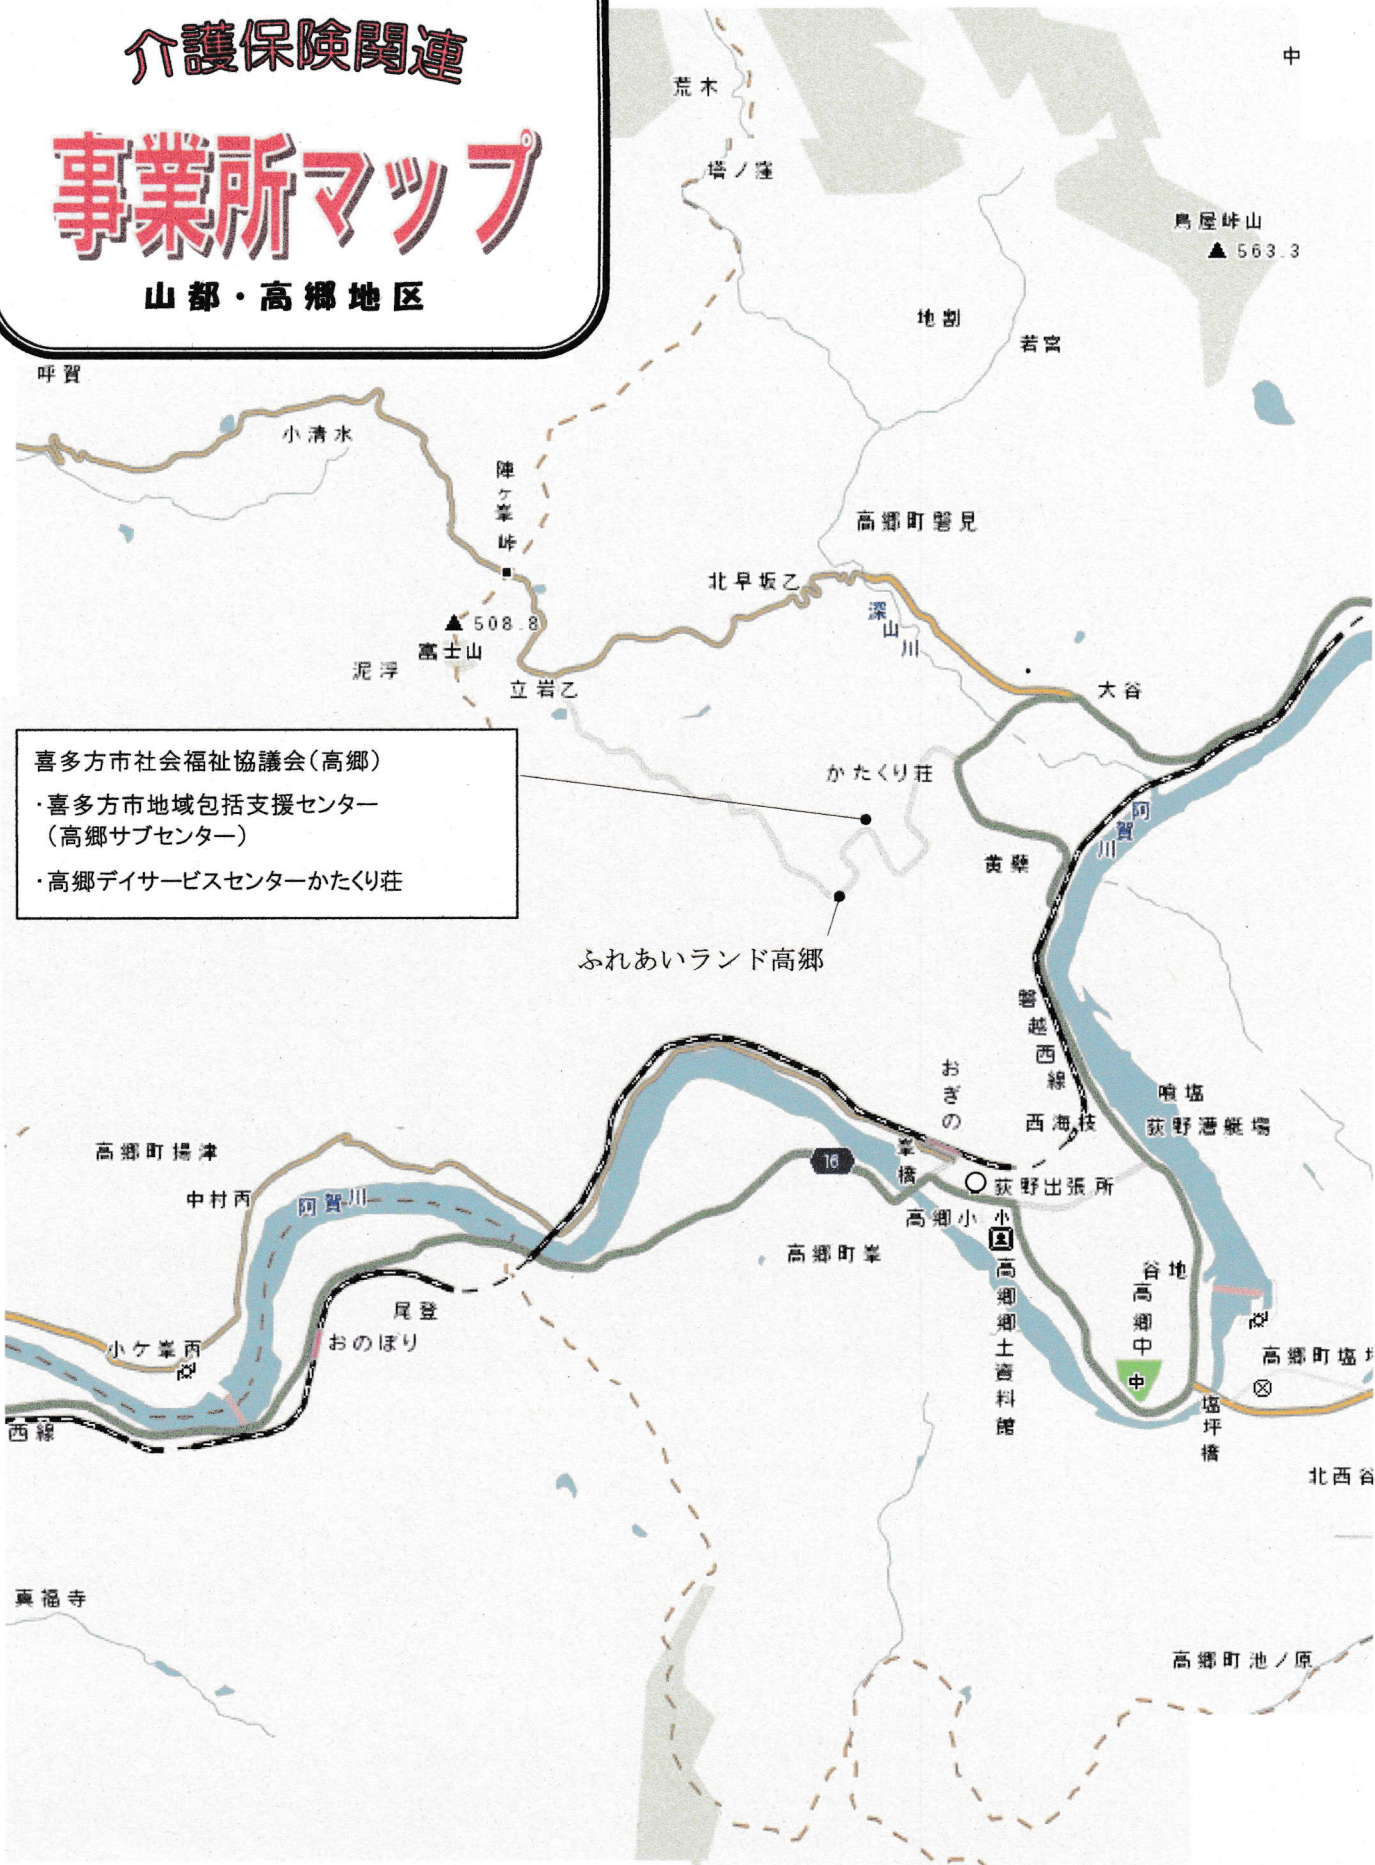 介護保険関連
事業所マップ
山都・高郷地区
中
荒木
塔ノ窪
鳥屋峠山
563.3
地割
若宮
呼賀
小清水
陣ヶ峯峠
高郷町磐見
北早坂乙
深山川
508.8
富士山
泥浮
立岩乙
大谷
喜多方市社会福祉協議会(高郷)
・喜多方市地域包括支援センター
(高郷サブセンター)
・高郷デイサービスセンターかたくり荘
かたくり荘
阿賀川
黄檗
ふれあいランド高郷
磐越西線
おぎの
喰塩
西海枝
荻野漕艇場
高郷町揚津
峯橋
16
中村丙
阿賀川
荻野出張所
高郷小
小
高郷町峯
高郷郷土資料館
谷地
高郷中
尾登
おのぼり
小ケ峯丙
高郷町塩坪
中
塩坪橋
西線
北西谷
真福寺
高郷町池ノ原